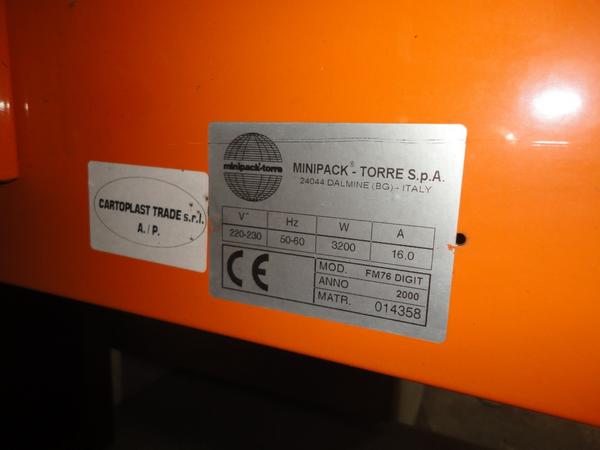 minipack-torre
MINIPACK® - TORRE S.p.A.
24044 DALMINE (BG) - ITALY
V~ Hz W A
220-230 50-60 3200 16.0
CE
MOD. FM76 DIGIT
ANNO 2000
MATR. 014358
CARTOPLAST TRADE s.r.l.
A./P.